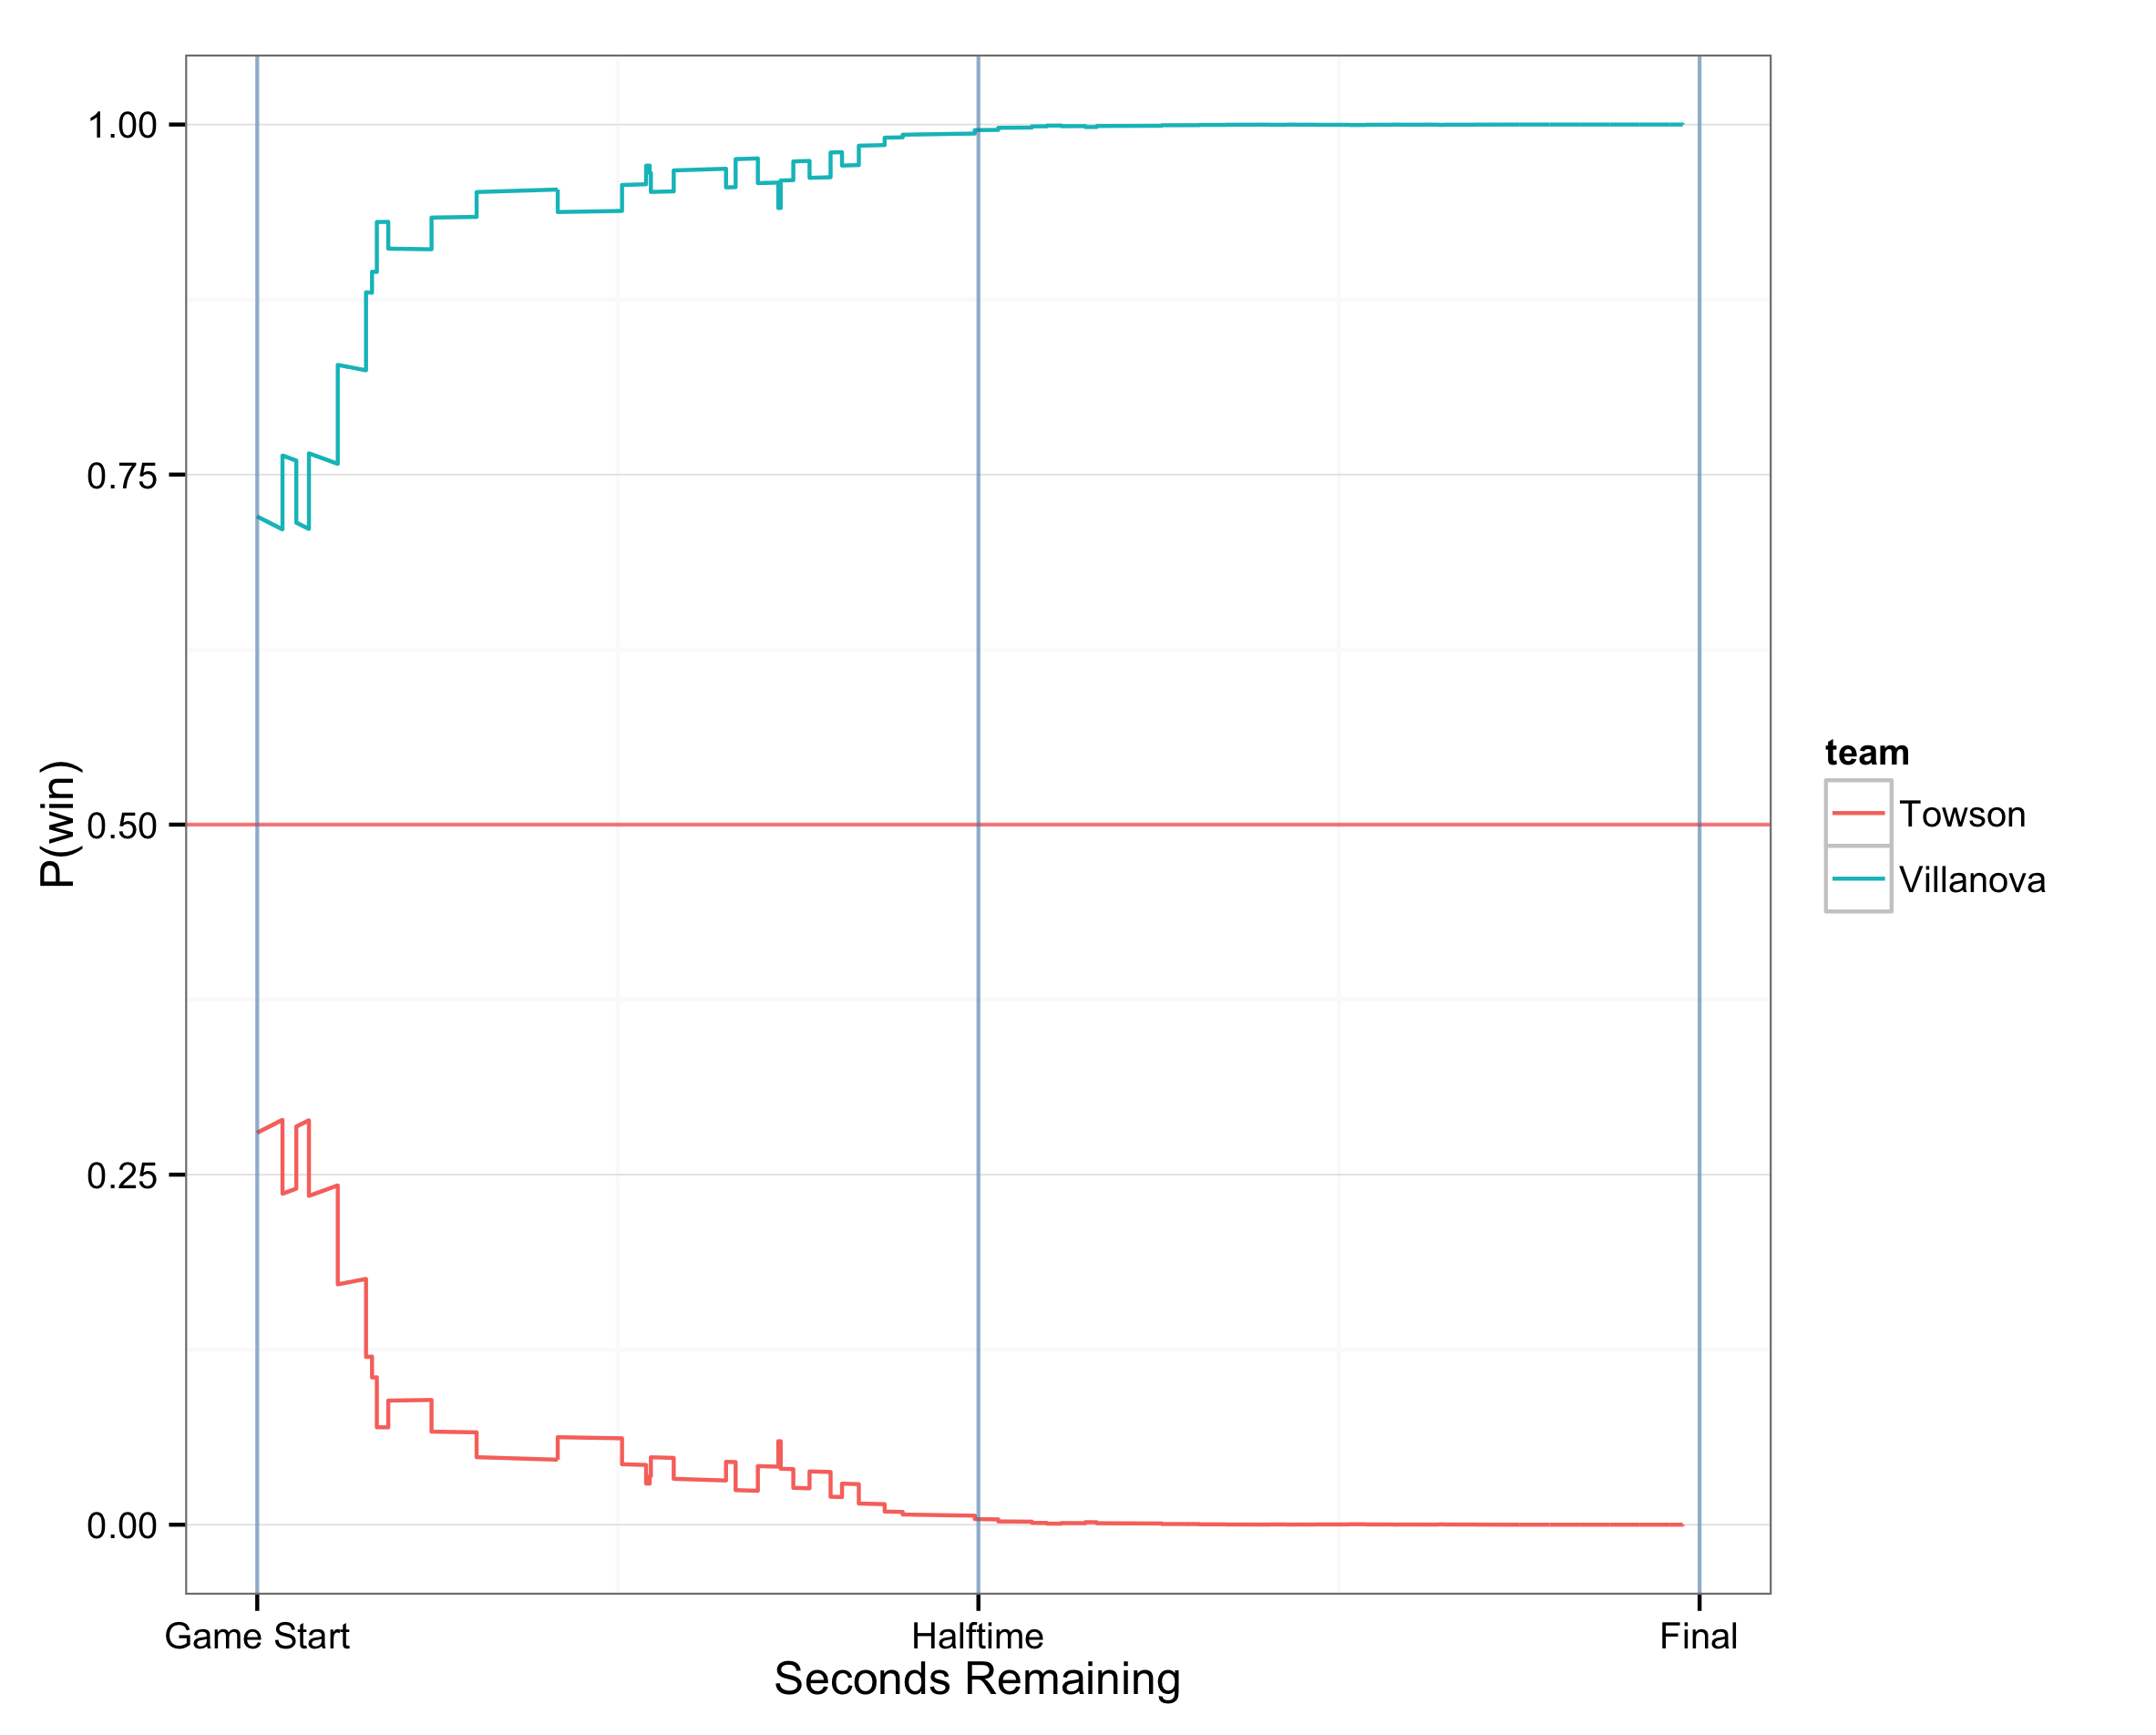 P(win)
1.00
0.75
0.50
0.25
0.00
Game Start
Halftime
Final
Seconds Remaining
team
Towson
Villanova